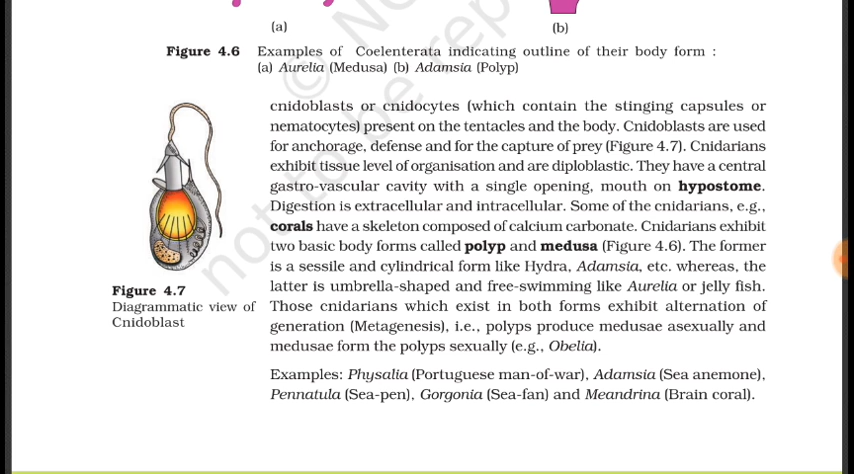 (a)
(b)
Figure 4.6 Examples of Coelenterata indicating outline of their body form :
(a) Aurelia (Medusa) (b) Adamsia (Polyp)
cnidoblasts or cnidocytes (which contain the stinging capsules or
nematocytes) present on the tentacles and the body. Cnidoblasts are used
for anchorage, defense and for the capture of prey (Figure 4.7). Cnidarians
exhibit tissue level of organisation and are diploblastic. They have a central
gastro-vascular cavity with a single opening, mouth on hypostome.
Digestion is extracellular and intracellular. Some of the cnidarians, e.g.,
corals have a skeleton composed of calcium carbonate. Cnidarians exhibit
two basic body forms called polyp and medusa (Figure 4.6). The former
is a sessile and cylindrical form like Hydra, Adamsia, etc. whereas, the
latter is umbrella-shaped and free-swimming like Aurelia or jelly fish.
Those cnidarians which exist in both forms exhibit alternation of
generation (Metagenesis), i.e., polyps produce medusae asexually and
medusae form the polyps sexually (e.g., Obelia).
Figure 4.7
Diagrammatic view of
Cnidoblast
Examples: Physalia (Portuguese man-of-war), Adamsia (Sea anemone),
Pennatula (Sea-pen), Gorgonia (Sea-fan) and Meandrina (Brain coral).
not to be rep